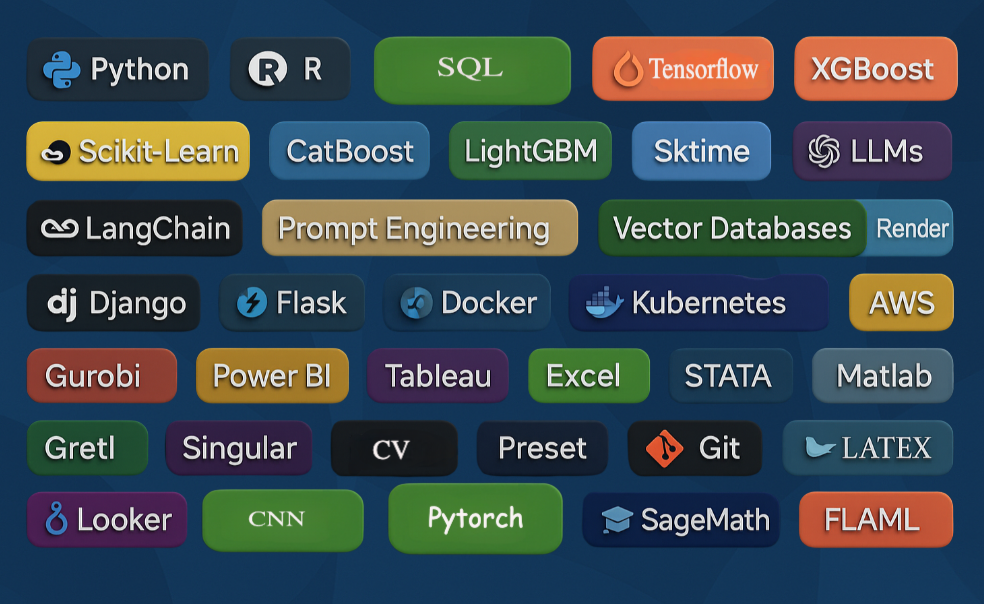 Python R SQL Tensorflow XGBoost
Scikit-Learn CatBoost LightGBM Sktime LLMs
LangChain Prompt Engineering Vector Databases Render
dj Django Flask Docker Kubernetes AWS
Gurobi Power BI Tableau Excel STATA Matlab
Gretl Singular CV Preset Git LATEX
Looker CNN Pytorch SageMath FLAML